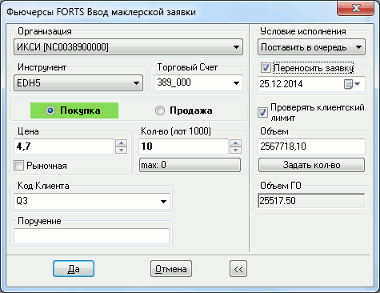 Фьючерсы FORTS Ввод маклерской заявки
Организация
ИКСИ [NC0038900000]
Условие исполнения
Поставить в очередь
Инструмент
Торговый Счет
EDH5
389_000
Переносить заявку
25.12.2014
Покупка
Продажа
Проверять клиентский
лимит
Цена
Кол-во (лот 1000)
4,7
10
Объем
2567718,10
Рыночная
max: 0
Задать кол-во
Код Клиента
Q3
Объем ГО
25517.50
Поручение
Да
Отмена
<<